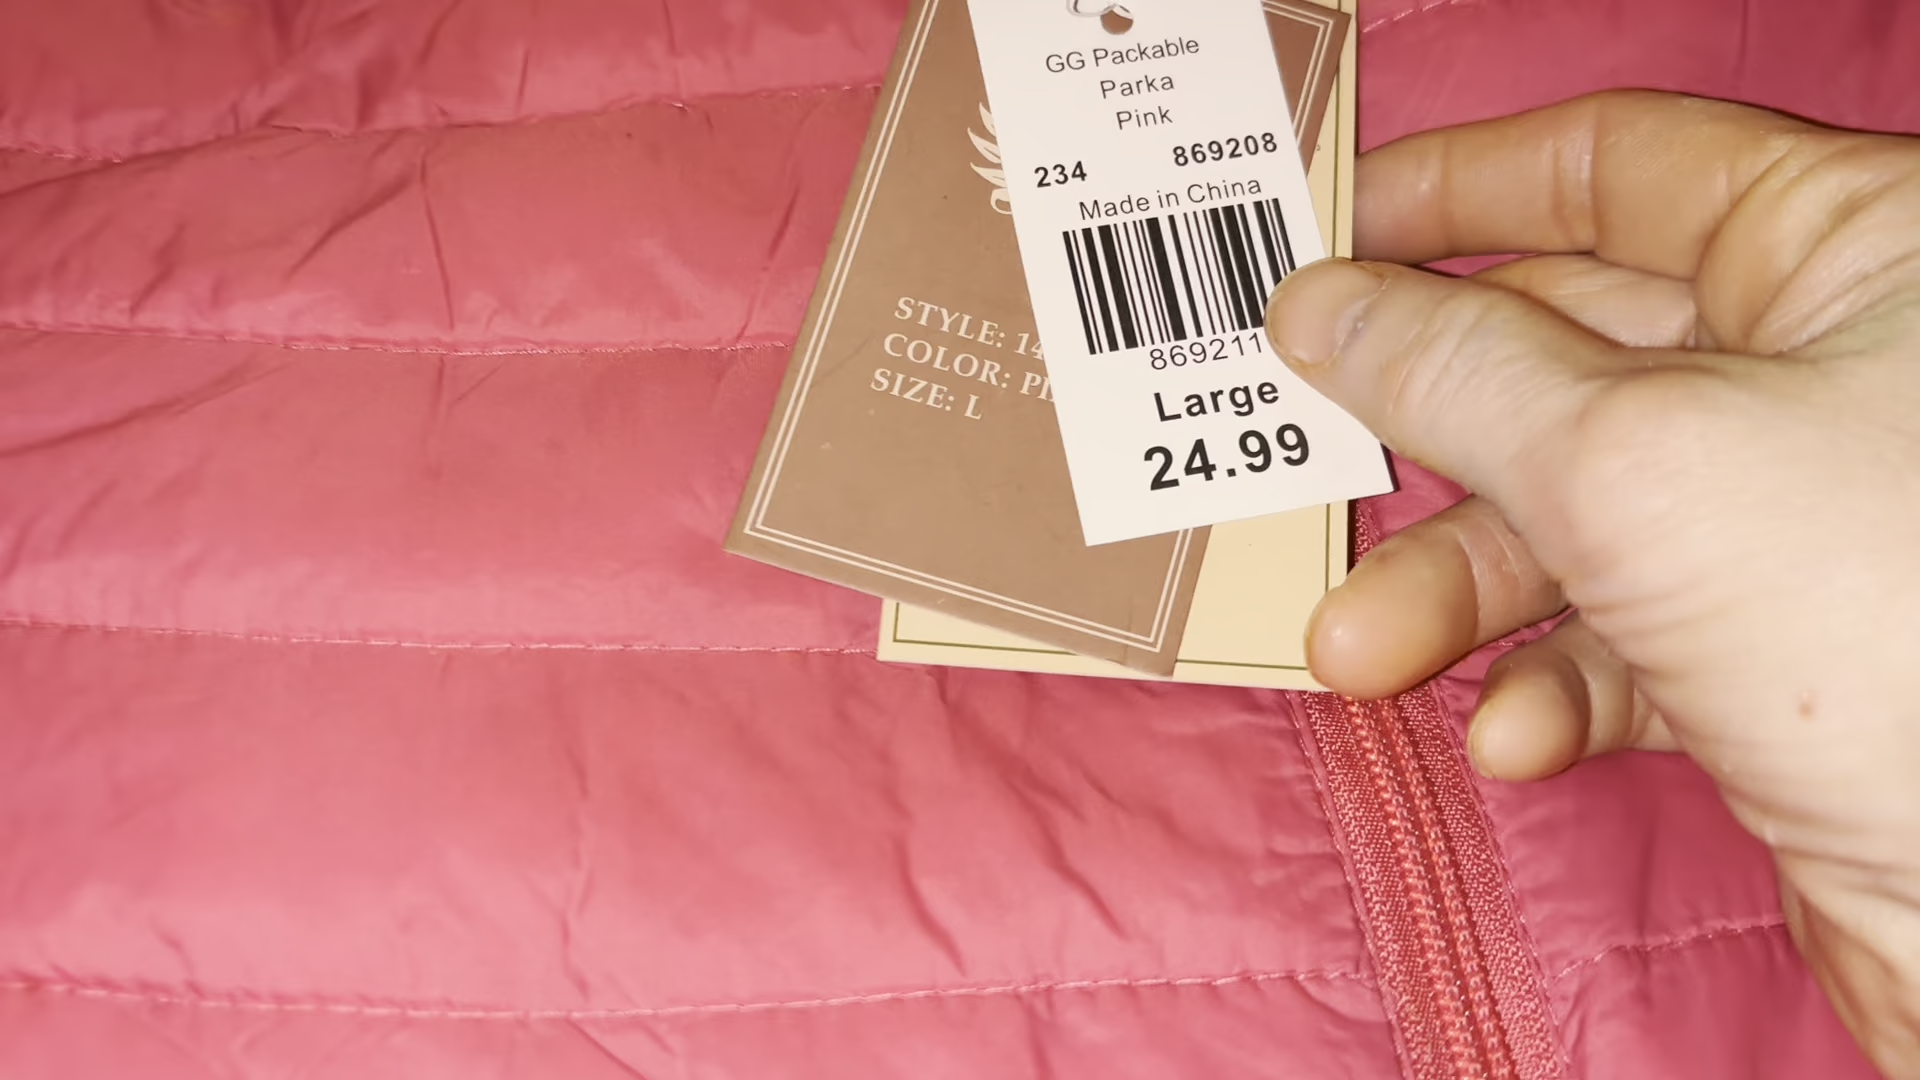 GG Packable
Parka
Pink
234 869208
Made in China
869211
Large
24.99
STYLE:
COLOR:
SIZE: L